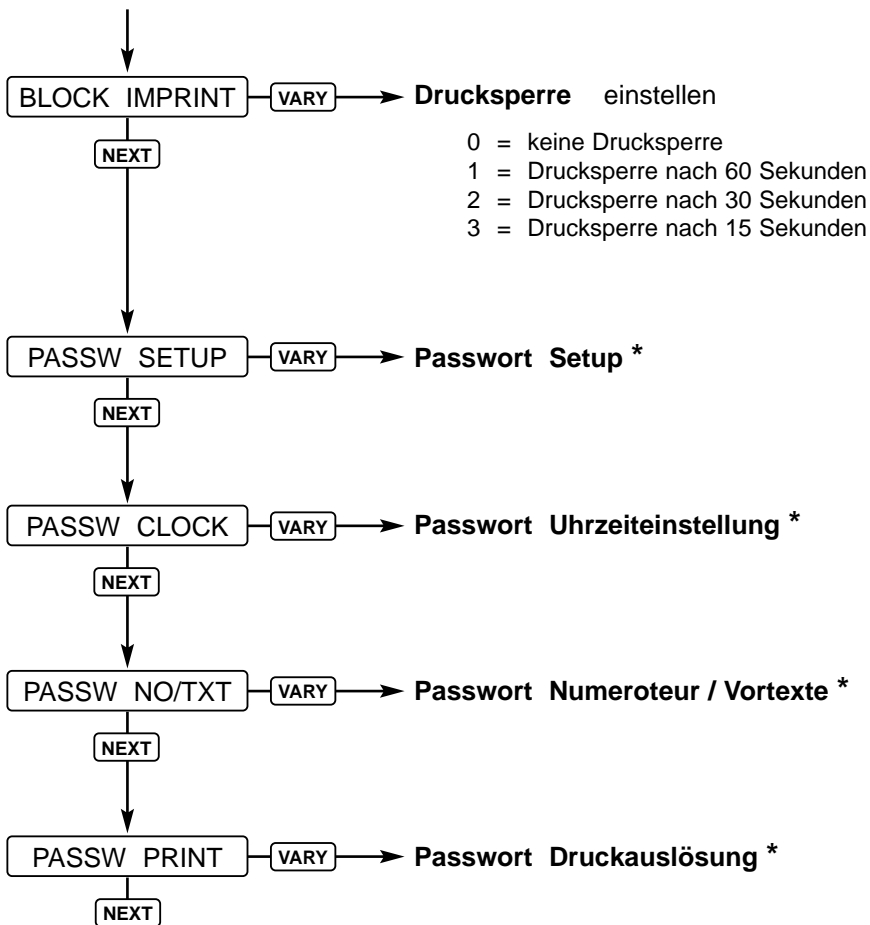 BLOCK IMPRINT VARY Drucksperre einstellen
NEXT
0 = keine Drucksperre
1 = Drucksperre nach 60 Sekunden
2 = Drucksperre nach 30 Sekunden
3 = Drucksperre nach 15 Sekunden
PASSW SETUP VARY Passwort Setup *
NEXT
PASSW CLOCK VARY Passwort Uhrzeiteinstellung *
NEXT
PASSW NO/TXT VARY Passwort Numeroteur / Vortexte *
NEXT
PASSW PRINT VARY Passwort Druckauslösung *
NEXT